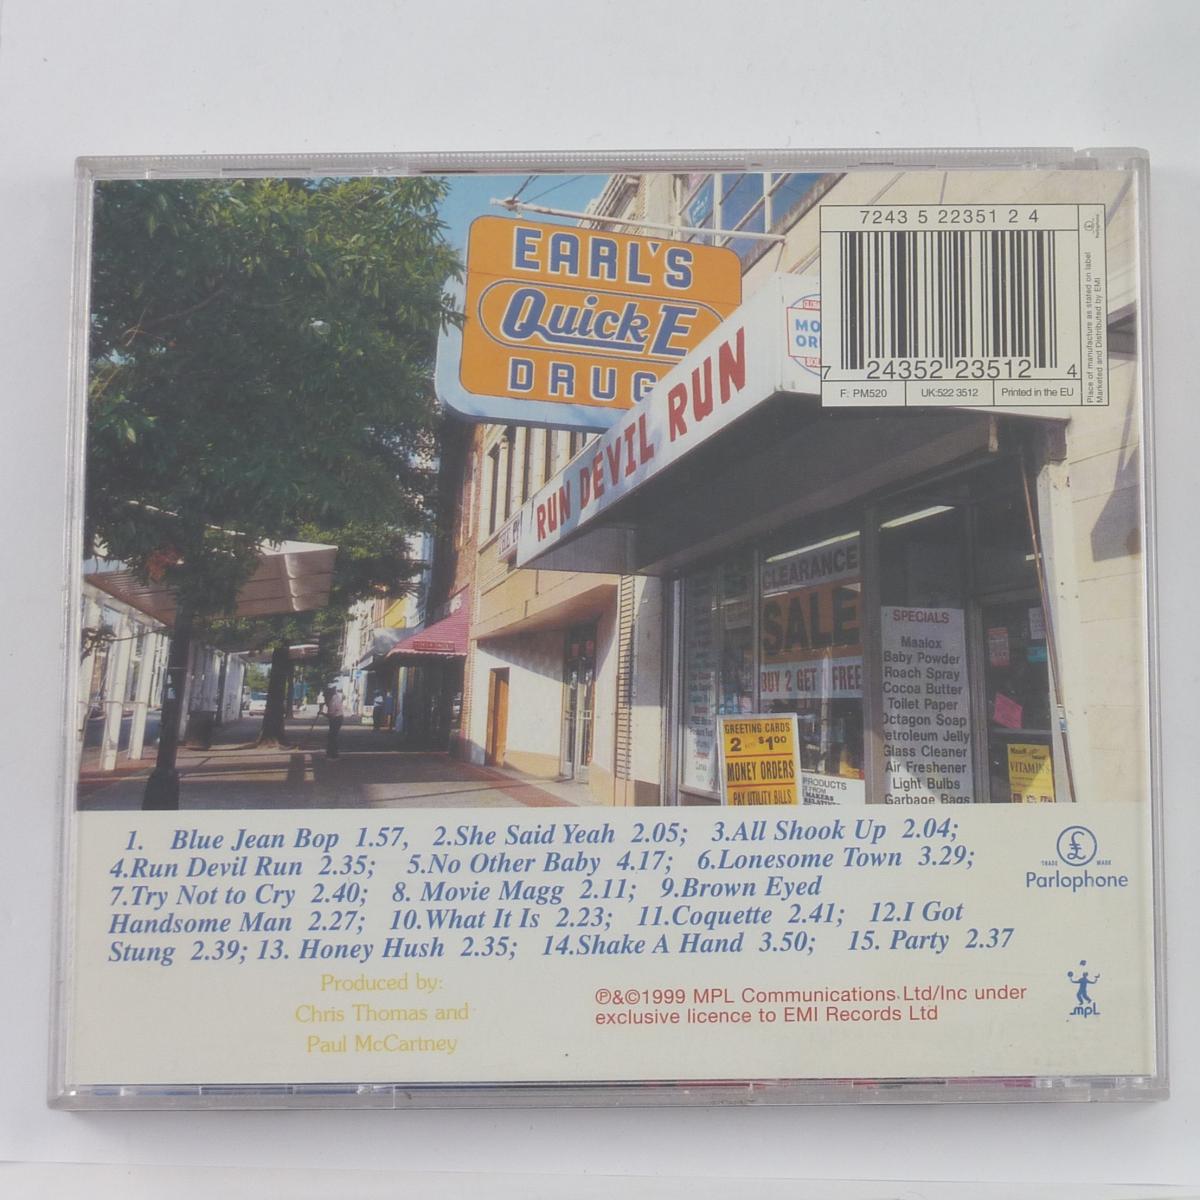 7243 5 22351 2 4
7 24352 23512 4
F: PM520
UK:522 3512
Printed in the EU
Place of manufacture as stated on label
Marketed and Distributed by EMI
Parlophone
EARL'S
Quick E
DRUG
RUN DEVIL RUN
MO
OR
CLEARANCE
SALE
BUY 2 GET 1 FREE
SPECIALS
Maalox
Baby Powder
Roach Spray
Cocoa Butter
Toilet Paper
Octagon Soap
etroleum Jelly
Glass Cleaner
Air Freshener
Light Bulbs
Garbage Bags
GREETING CARDS
2 $1.00
MONEY ORDERS
PAY UTILITY BILLS
PRODUCTS
VITAMINS
1. Blue Jean Bop 1.57, 2.She Said Yeah 2.05; 3.All Shook Up 2.04;
4.Run Devil Run 2.35; 5.No Other Baby 4.17; 6.Lonesome Town 3.29;
7.Try Not to Cry 2.40; 8. Movie Magg 2.11; 9.Brown Eyed
Handsome Man 2.27; 10.What It Is 2.23; 11.Coquette 2.41; 12.I Got
Stung 2.39; 13. Honey Hush 2.35; 14.Shake A Hand 3.50; 15. Party 2.37
£
TRADE MARK
Parlophone
Produced by:
Chris Thomas and
Paul McCartney
℗&©1999 MPL Communications Ltd/Inc under
exclusive licence to EMI Records Ltd
mpL